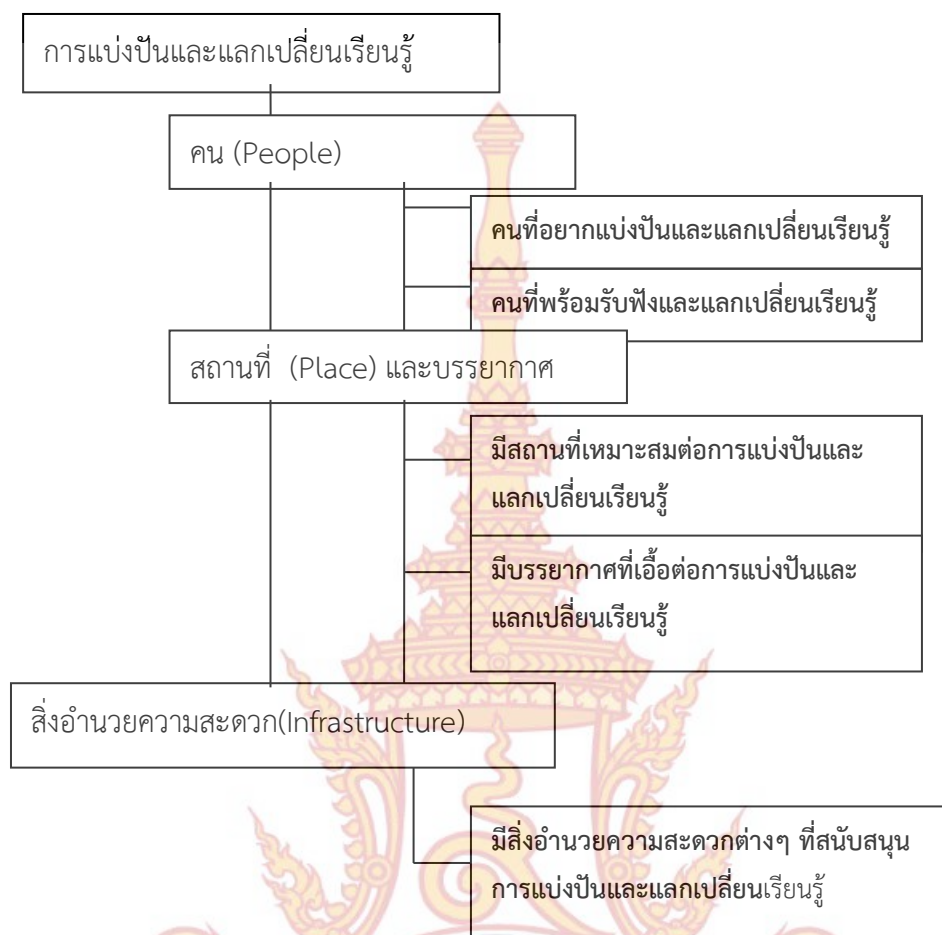 การแบ่งปันและแลกเปลี่ยนเรียนรู้
คน (People)
คนที่อยากแบ่งปันและแลกเปลี่ยนเรียนรู้
คนที่พร้อมรับฟังและแลกเปลี่ยนเรียนรู้
สถานที่ (Place) และบรรยากาศ
มีสถานที่เหมาะสมต่อการแบ่งปันและ
แลกเปลี่ยนเรียนรู้
มีบรรยากาศที่เอื้อต่อการแบ่งปันและ
แลกเปลี่ยนเรียนรู้
สิ่งอำนวยความสะดวก(Infrastructure)
มีสิ่งอำนวยความสะดวกต่างๆ ที่สนับสนุน
การแบ่งปันและแลกเปลี่ยนเรียนรู้